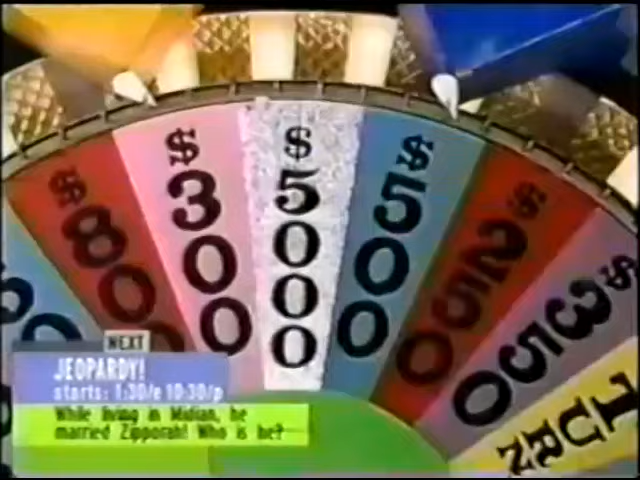 $800
$300
$5000
$500
$250
$350
TURN
NEXT
JEOPARDY!
starts: 1:30/e 10:30/p
While living in Midian, he
married Zipporah! Who is he?